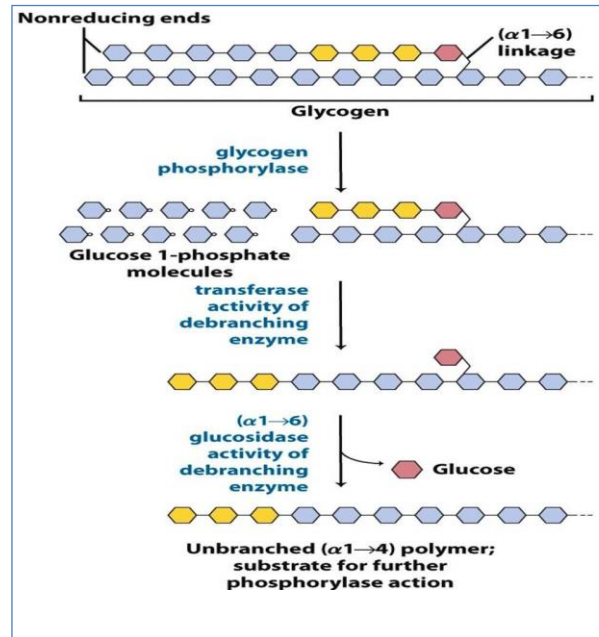 Nonreducing ends
(α1→6)
linkage
Glycogen
glycogen
phosphorylase
Glucose 1-phosphate
molecules
transferase
activity of
debranching
enzyme
(α1→6)
glucosidase
activity of
debranching
enzyme
Glucose
Unbranched (α1→4) polymer;
substrate for further
phosphorylase action